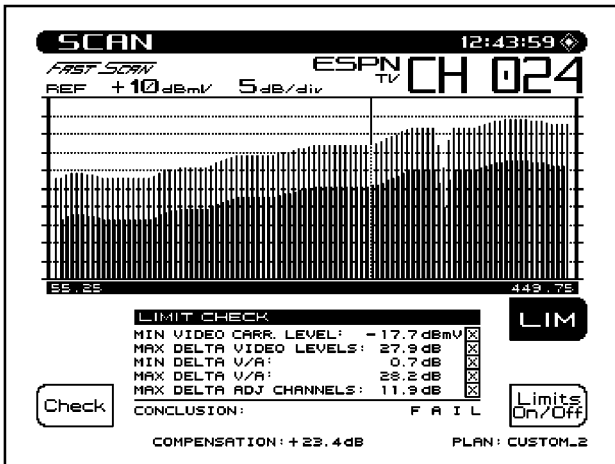 SCAN 12:43:59
FAST SCAN
ESPN TV CH 024
REF +10 dBmV 5 dB/div
55.25 449.75
LIMIT CHECK
MIN VIDEO CARR. LEVEL: -17.7 dBmV X
MAX DELTA VIDEO LEVELS: 27.9 dB X
MIN DELTA V/A: 0.7 dB X
MAX DELTA V/A: 28.2 dB X
MAX DELTA ADJ CHANNELS: 11.9 dB X
CONCLUSION: F A I L
LIM
Check
Limits
On/Off
COMPENSATION: +23.4 dB PLAN: CUSTOM_2